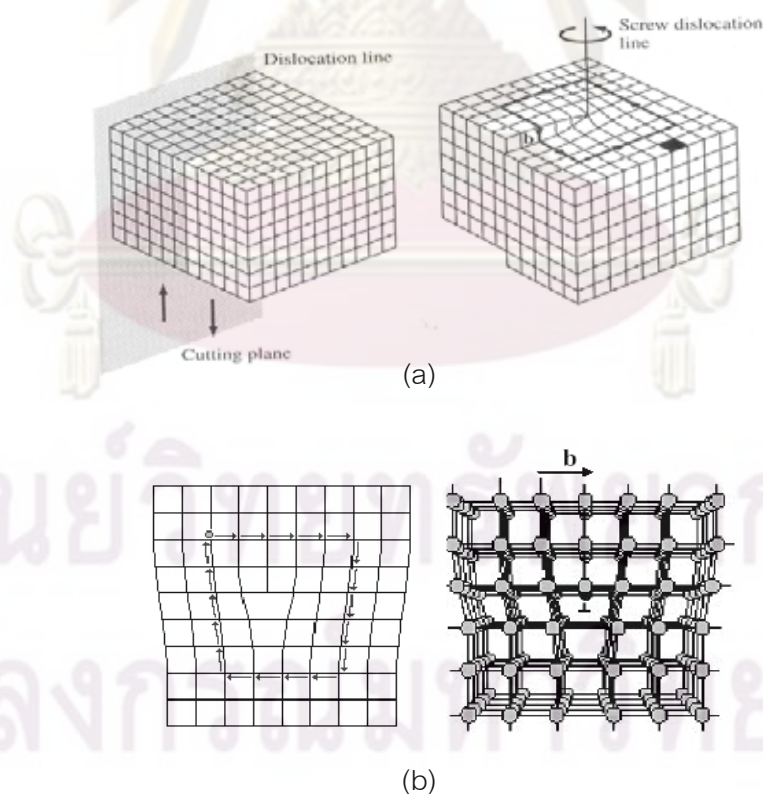 Screw dislocation
line
Dislocation line
b
Cutting plane
(a)
b
(b)